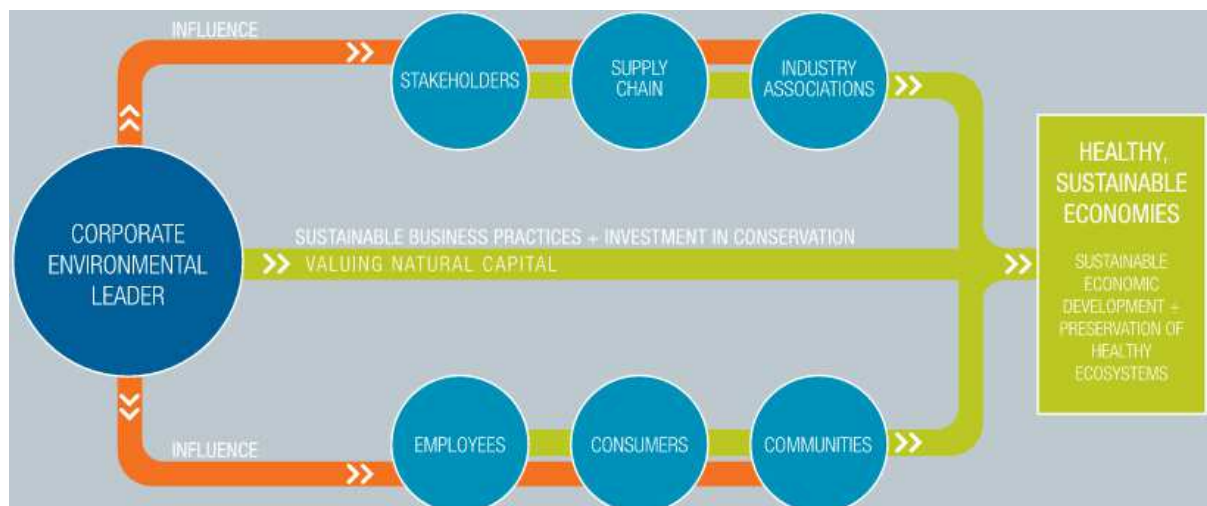 INFLUENCE
STAKEHOLDERS
SUPPLY
CHAIN
INDUSTRY
ASSOCIATIONS
CORPORATE
ENVIRONMENTAL
LEADER
SUSTAINABLE BUSINESS PRACTICES + INVESTMENT IN CONSERVATION
VALUING NATURAL CAPITAL
HEALTHY,
SUSTAINABLE
ECONOMIES
SUSTAINABLE
ECONOMIC
DEVELOPMENT +
PRESERVATION OF
HEALTHY
ECOSYSTEMS
INFLUENCE
EMPLOYEES
CONSUMERS
COMMUNITIES